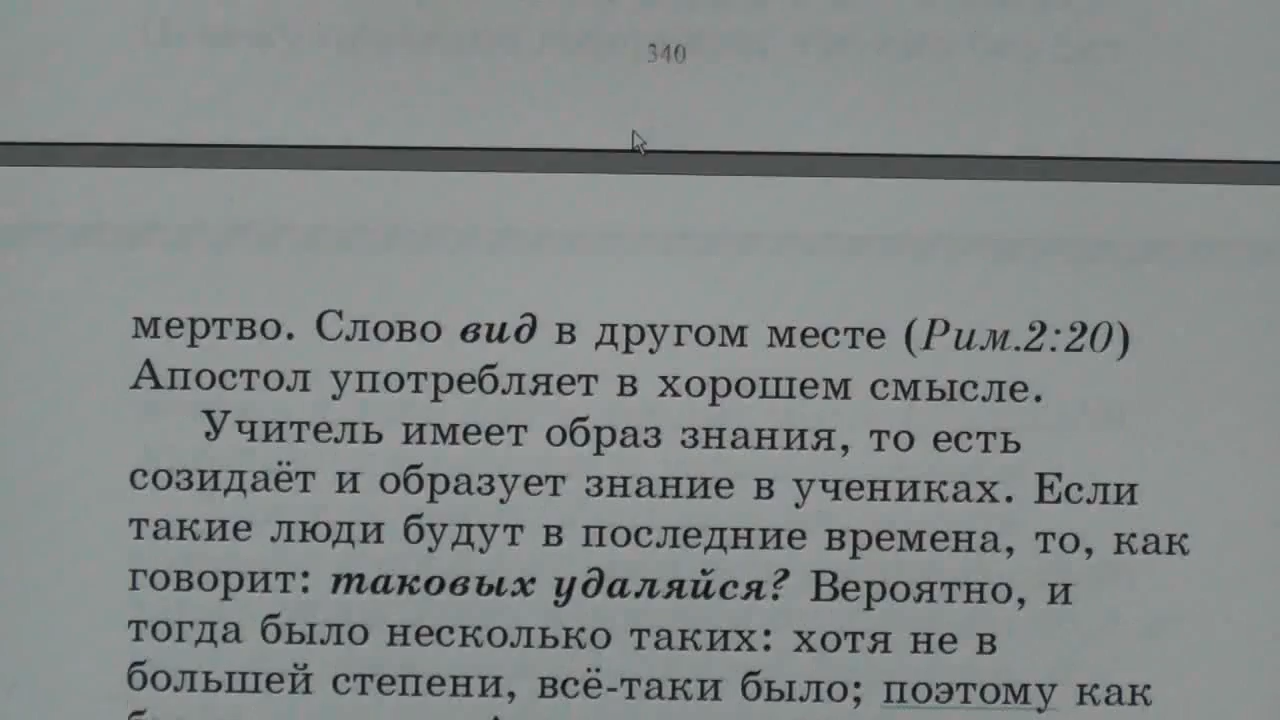 340
мертво. Слово вид в другом месте (Рим.2:20)
Апостол употребляет в хорошем смысле.
Учитель имеет образ знания, то есть
созидаёт и образует знание в учениках. Если
такие люди будут в последние времена, то, как
говорит: таковых удаляйся? Вероятно, и
тогда было несколько таких: хотя не в
большей степени, всё-таки было; поэтому как